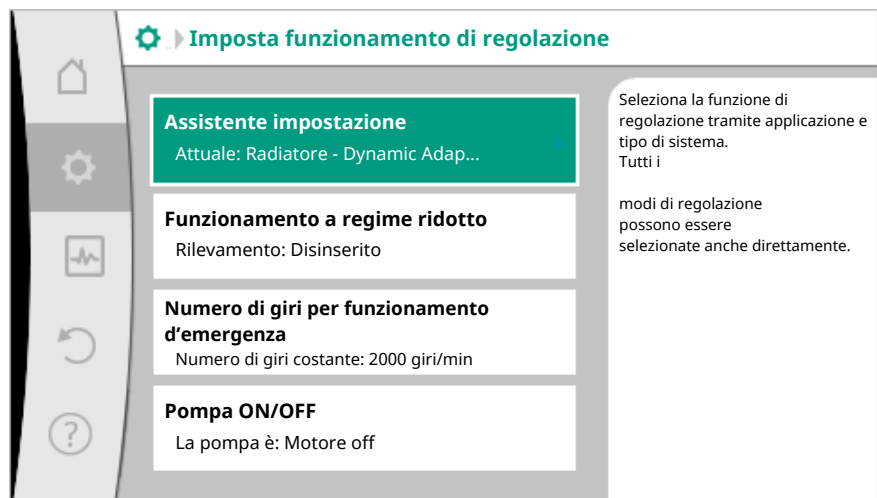 Imposta funzionamento di regolazione
Assistente impostazione
Attuale: Radiatore - Dynamic Adap...
Funzionamento a regime ridotto
Rilevamento: Disinserito
Numero di giri per funzionamento
d’emergenza
Numero di giri costante: 2000 giri/min
Pompa ON/OFF
La pompa è: Motore off
Seleziona la funzione di
regolazione tramite applicazione e
tipo di sistema.
Tutti i
modi di regolazione
possono essere
selezionate anche direttamente.